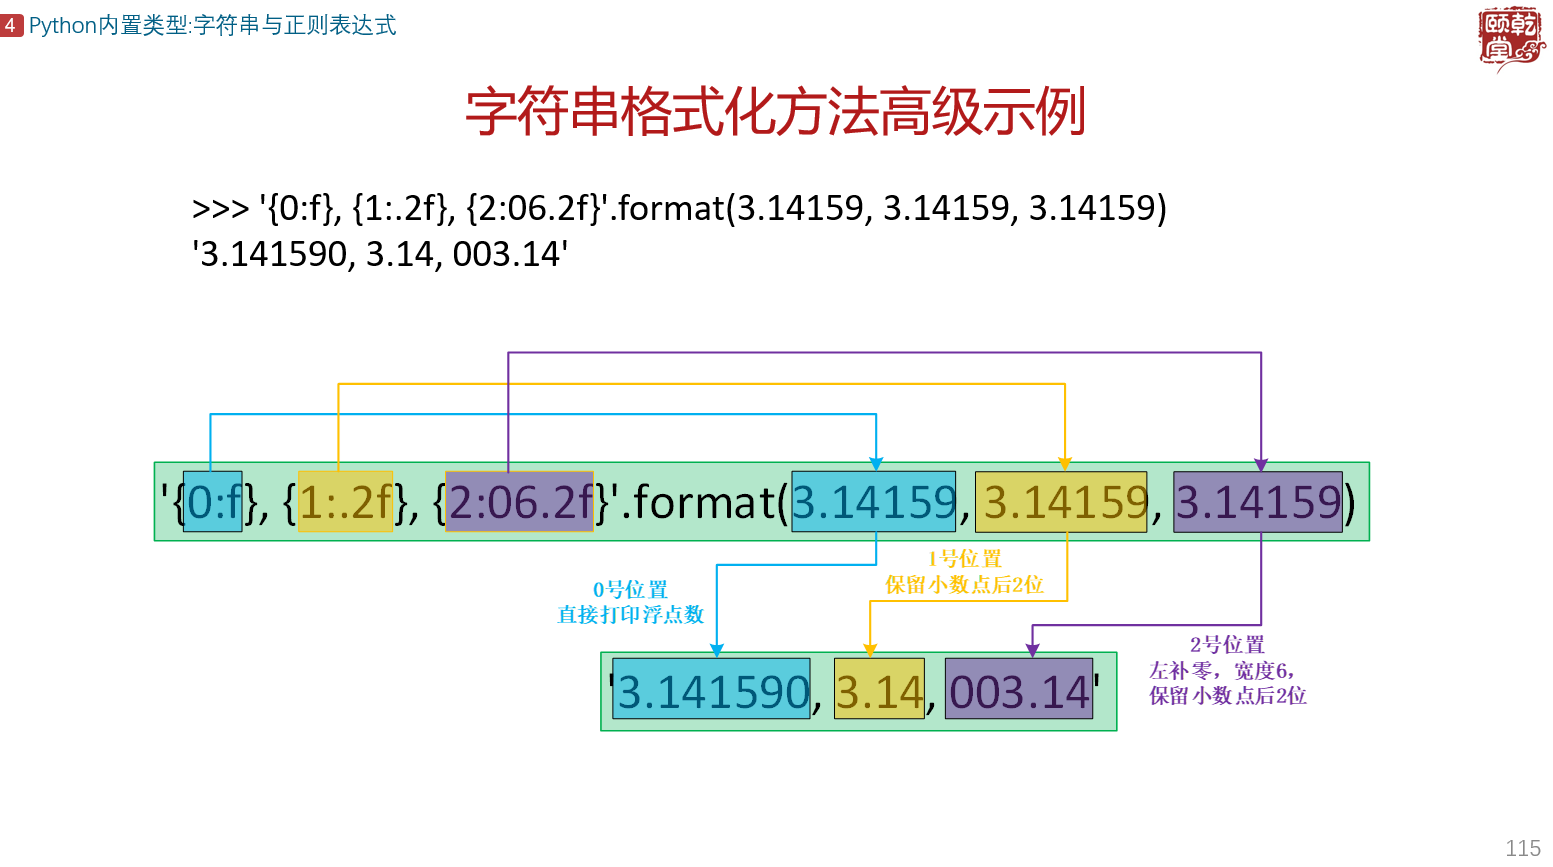 4 Python内置类型:字符串与正则表达式
乾颐堂
字符串格式化方法高级示例
>>> '{0:f}, {1:.2f}, {2:06.2f}'.format(3.14159, 3.14159, 3.14159)
'3.141590, 3.14, 003.14'
'{0:f}, {1:.2f}, {2:06.2f}'.format(3.14159, 3.14159, 3.14159)
0号位置
直接打印浮点数
1号位置
保留小数点后2位
2号位置
左补零，宽度6，
保留小数点后2位
'3.141590, 3.14, 003.14'
115